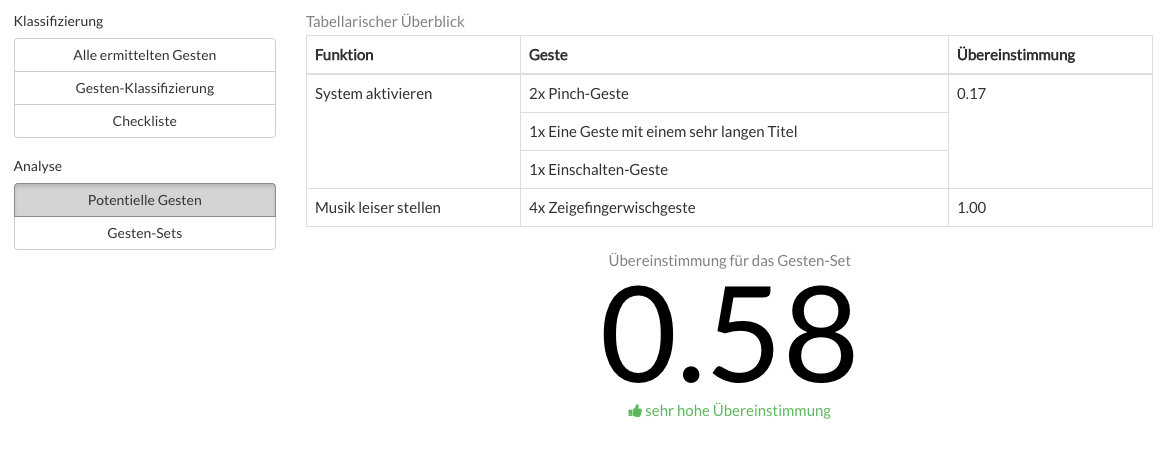 Klassifizierung
Alle ermittelten Gesten
Gesten-Klassifizierung
Checkliste
Analyse
Potentielle Gesten
Gesten-Sets
Tabellarischer Überblick
Funktion Geste Übereinstimmung
System aktivieren 2x Pinch-Geste 0.17
1x Eine Geste mit einem sehr langen Titel
1x Einschalten-Geste
Musik leiser stellen 4x Zeigefingerwischgeste 1.00
Übereinstimmung für das Gesten-Set
0.58
sehr hohe Übereinstimmung